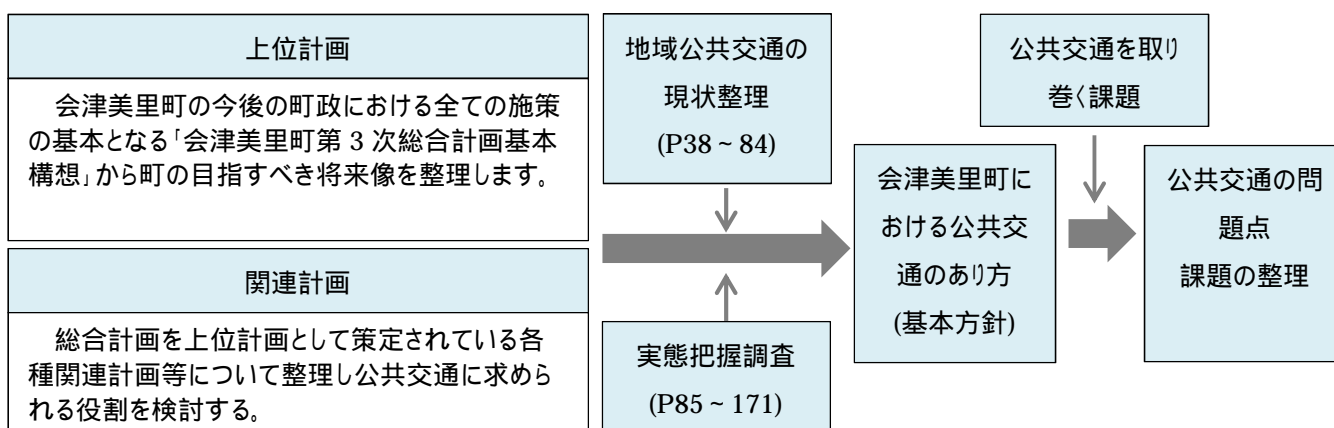 上位計画
会津美里町の今後の町政における全ての施策
の基本となる「会津美里町第 3 次総合計画基本
構想」から町の目指すべき将来像を整理します。
関連計画
総合計画を上位計画として策定されている各
種関連計画等について整理し公共交通に求めら
れる役割を検討する。
地域公共交通の
現状整理
(P38 ~ 84)
実態把握調査
(P85 ~ 171)
会津美里町に
おける公共交
通のあり方
(基本方針)
公共交通を取り
巻く課題
公共交通の問
題点
課題の整理